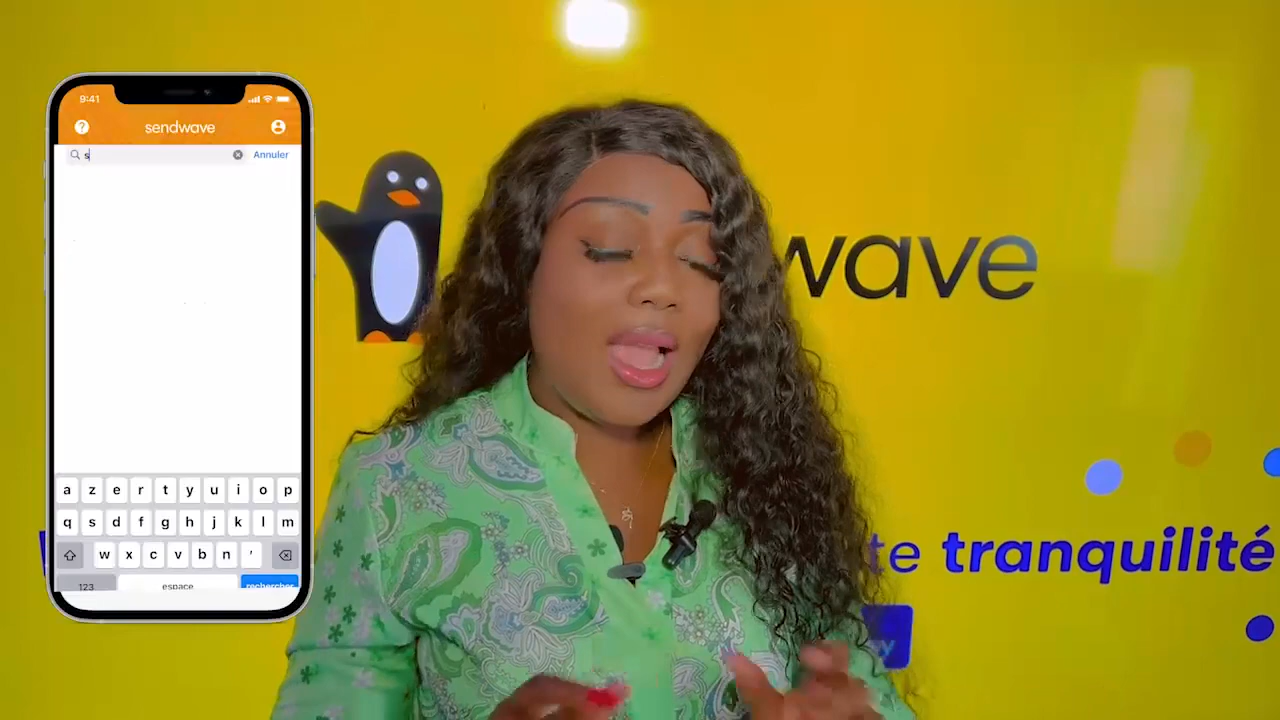 9:41
sendwave
s
Annuler
a z e r t y u i o p
q s d f g h j k l m
w x c v b n '
123 espace rechercher
wave
te tranquilité